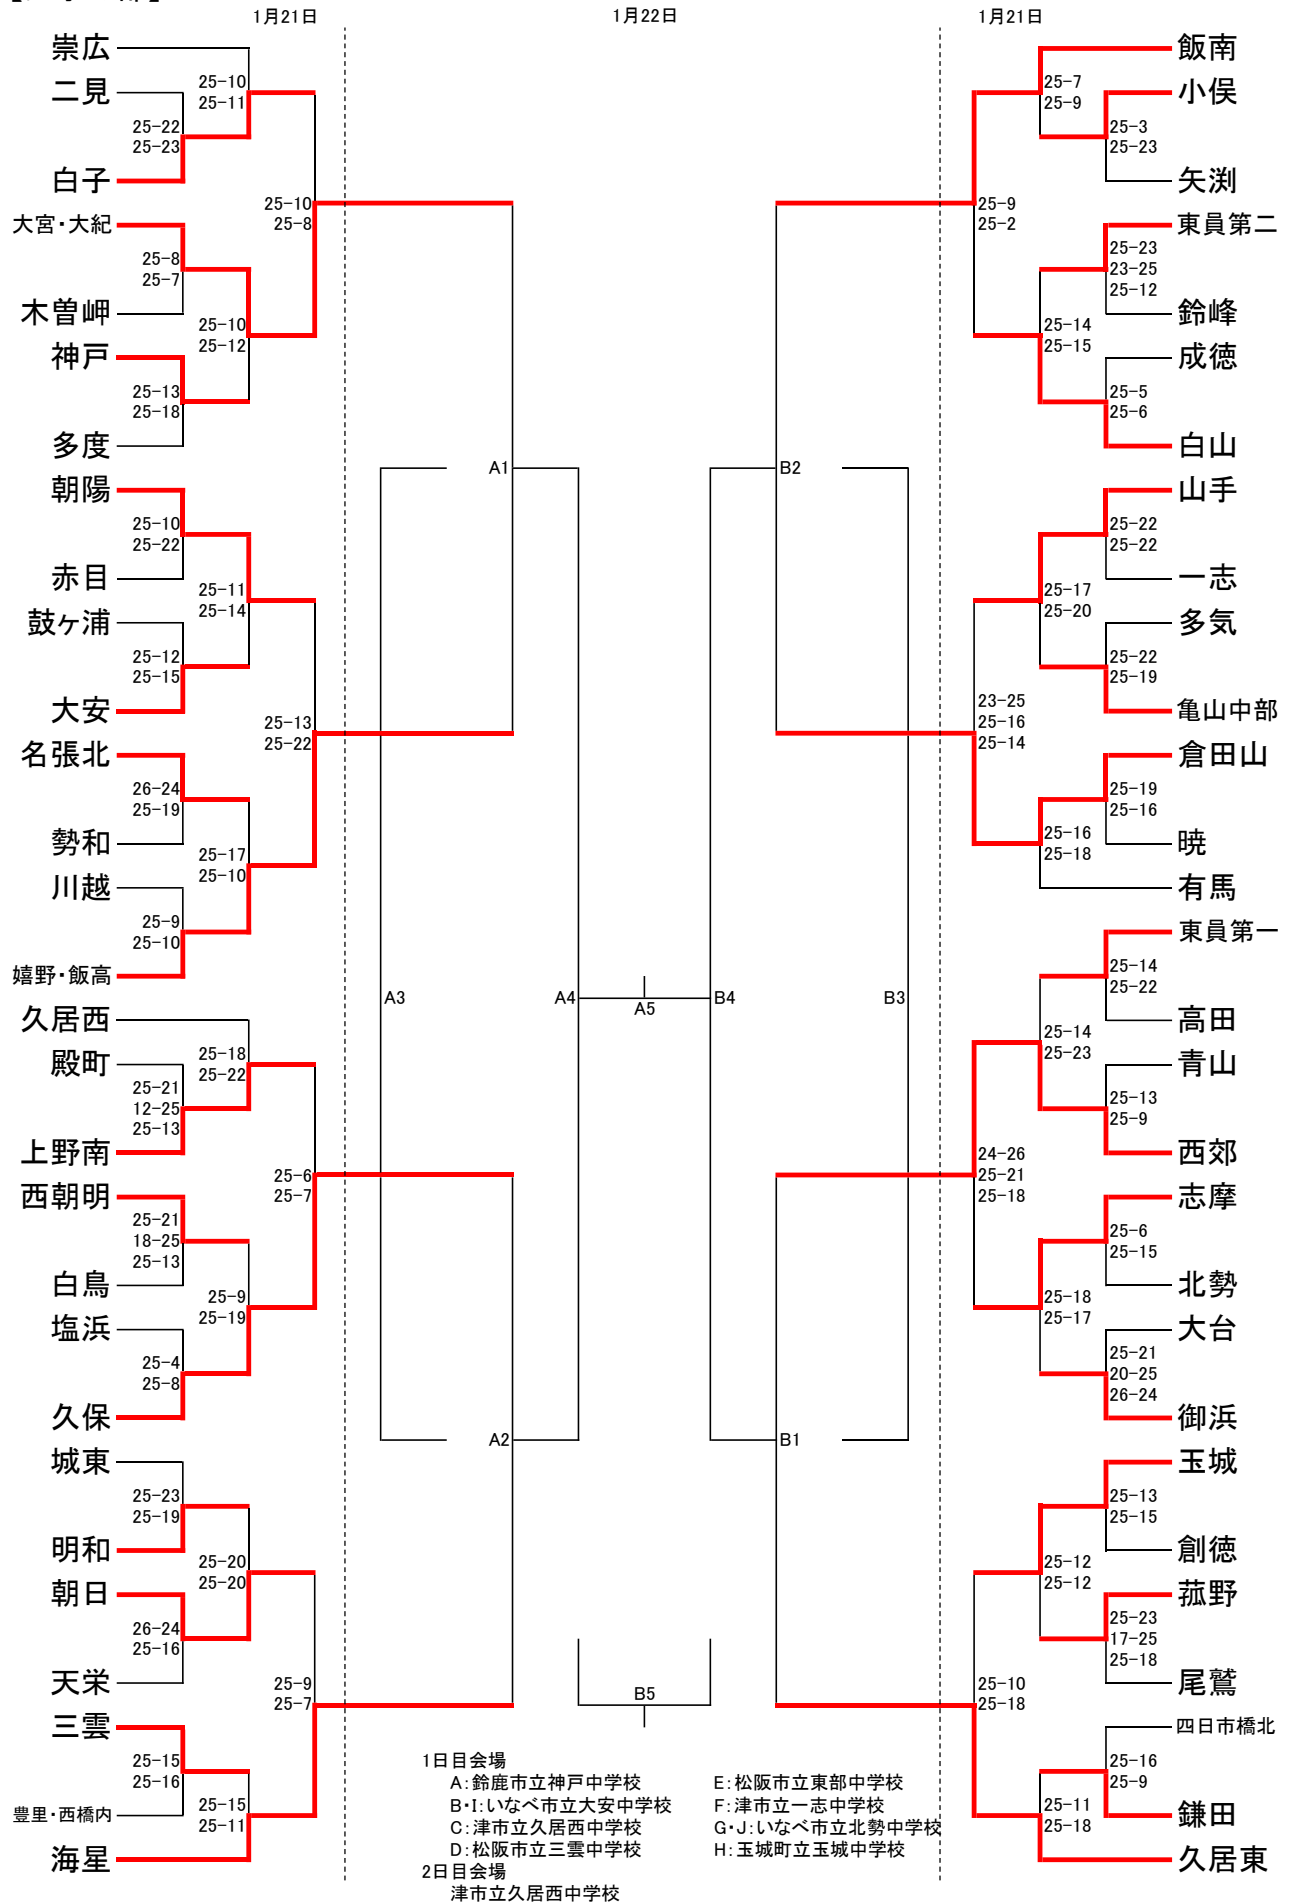 1月21日
1月22日
1月21日
崇広
二見
白子
大宮・大紀
木曽岬
神戸
多度
朝陽
赤目
鼓ヶ浦
大安
名張北
勢和
川越
嬉野・飯高
久居西
殿町
上野南
西朝明
白鳥
塩浜
久保
城東
明和
朝日
天栄
三雲
豊里・西橋内
海星
25-22
25-23
25-8
25-7
25-13
25-18
25-10
25-22
25-12
25-15
26-24
25-19
25-9
25-10
25-21
12-25
25-13
25-21
18-25
25-13
25-4
25-8
25-23
25-19
26-24
25-16
25-15
25-16
25-10
25-11
25-10
25-12
25-11
25-14
25-17
25-10
25-18
25-22
25-9
25-19
25-20
25-20
25-15
25-11
25-10
25-8
25-13
25-22
25-6
25-7
25-9
25-7
A1
A3
A2
A4
A5
B5
B4
B2
B1
B3
25-9
25-2
23-25
25-16
25-14
24-26
25-21
25-18
25-10
25-18
25-7
25-9
25-14
25-15
25-17
25-20
25-16
25-18
25-14
25-23
25-18
25-17
25-12
25-12
25-11
25-18
25-3
25-23
25-23
23-25
25-12
25-5
25-6
25-22
25-22
25-22
25-19
25-19
25-16
25-14
25-22
25-13
25-9
25-6
25-15
25-21
20-25
26-24
25-13
25-15
25-23
17-25
25-18
25-16
25-9
飯南
小俣
矢渕
東員第二
鈴峰
成徳
白山
山手
一志
多気
亀山中部
倉田山
暁
有馬
東員第一
高田
青山
西郊
志摩
北勢
大台
御浜
玉城
創徳
菰野
尾鷲
四日市橋北
鎌田
久居東
1日目会場
A:鈴鹿市立神戸中学校
B・I:いなべ市立大安中学校
C:津市立久居西中学校
D:松阪市立三雲中学校
E:松阪市立東部中学校
F:津市立一志中学校
G・J:いなべ市立北勢中学校
H:玉城町立玉城中学校
2日目会場
津市立久居西中学校